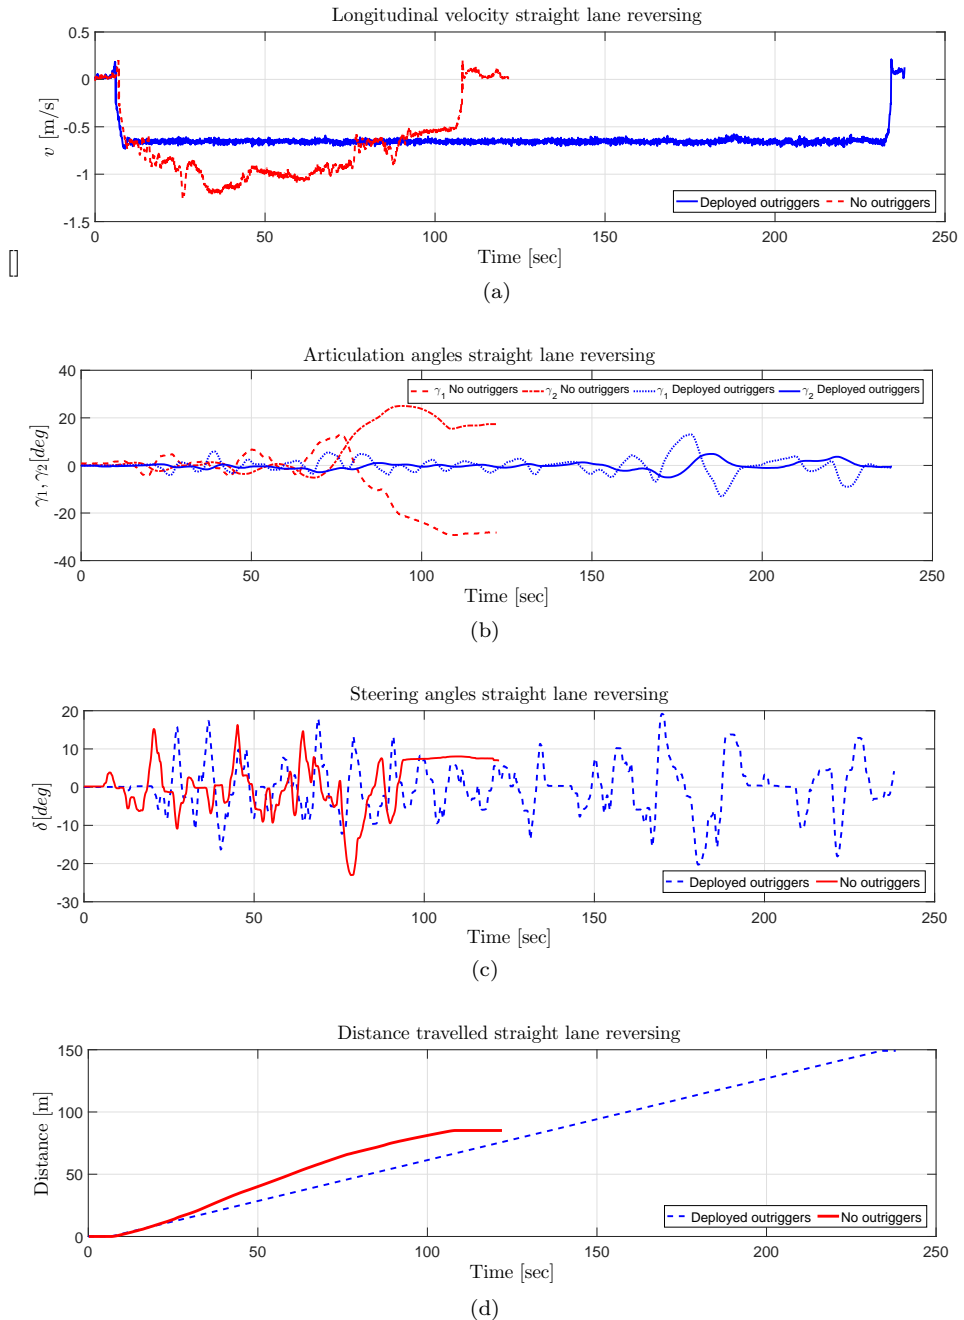 Longitudinal velocity straight lane reversing
0.5
0
-0.5
-1
-1.5
v [m/s]
Deployed outriggers
No outriggers
0 50 100 150 200 250
Time [sec]
[]
(a)
Articulation angles straight lane reversing
40
20
0
-20
-40
γ1, γ2[deg]
γ1 No outriggers
γ2 No outriggers
γ1 Deployed outriggers
γ2 Deployed outriggers
0 50 100 150 200 250
Time [sec]
(b)
Steering angles straight lane reversing
20
10
0
-10
-20
-30
δ[deg]
Deployed outriggers
No outriggers
0 50 100 150 200 250
Time [sec]
(c)
Distance travelled straight lane reversing
150
100
50
0
Distance [m]
Deployed outriggers
No outriggers
0 50 100 150 200 250
Time [sec]
(d)